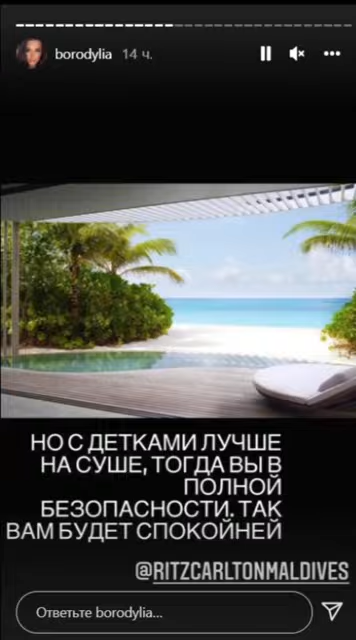 borodylia 14 ч.
НО С ДЕТКАМИ ЛУЧШЕ
НА СУШЕ, ТОГДА ВЫ В
ПОЛНОЙ
БЕЗОПАСНОСТИ. ТАК
ВАМ БУДЕТ СПОКОЙНЕЙ
@RITZCARLTONMALDIVES
Ответьте borodylia...